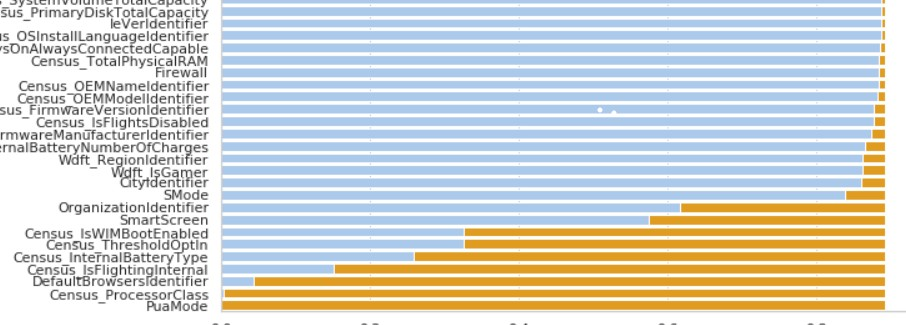 sus_PrimaryDiskTotalCapacity
IeVerIdentifier
us_OSInstallLanguageIdentifier
ysOnAlwaysConnectedCapable
Census_TotalPhysicalRAM
Firewall
Census_OEMNameIdentifier
Census_OEMModelIdentifier
sus_FirmwareVersionIdentifier
Census_IsFlightsDisabled
rmwareManufacturerIdentifier
ernalBatteryNumberOfCharges
Wdft_RegionIdentifier
Wdft_IsGamer
CityIdentifier
SMode
OrganizationIdentifier
SmartScreen
Census_IsWIMBootEnabled
Census_ThresholdOptIn
Census_InternalBatteryType
Census_IsFlightingInternal
DefaultBrowsersIdentifier
Census_ProcessorClass
PuaMode